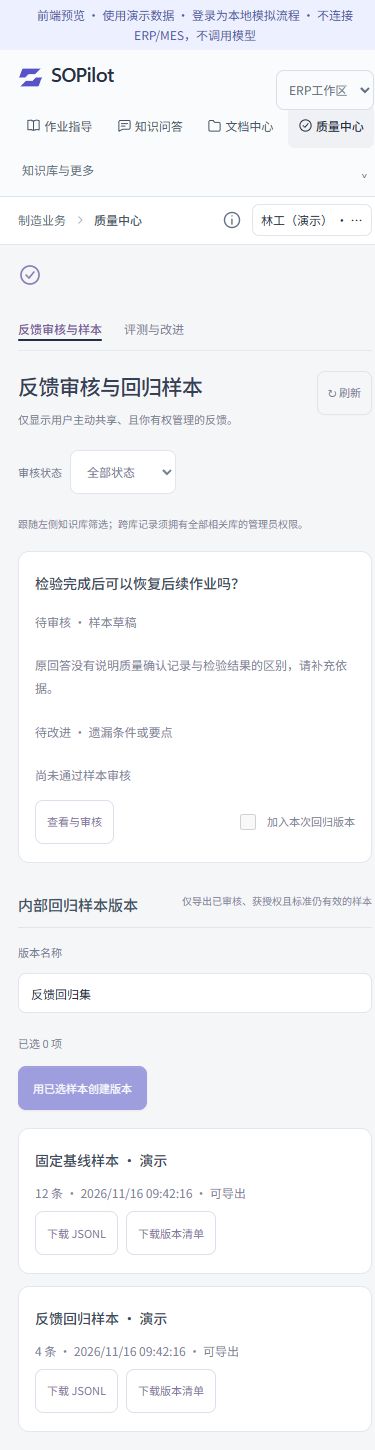 前端预览 • 使用演示数据 • 登录为本地模拟流程 • 不连接
ERP/MES，不调用模型
SOPilot
ERP工作区
作业指导 知识问答 文档中心 质量中心
知识库与更多
制造业务 > 质量中心 林工（演示） • ···
反馈审核与样本 评测与改进
反馈审核与回归样本
↻ 刷新
仅显示用户主动共享、且你有权管理的反馈。
审核状态 全部状态
跟随左侧知识库筛选；跨库记录须拥有全部相关库的管理员权限。
检验完成后可以恢复后续作业吗？
待审核 • 样本草稿
原回答没有说明质量确认记录与检验结果的区别，请补充依
据。
待改进 • 遗漏条件或要点
尚未通过样本审核
查看与审核 加入本次回归版本
内部回归样本版本 仅导出已审核、获授权且标准仍有效的样本
版本名称
反馈回归集
已选 0 项
用已选样本创建版本
固定基线样本 • 演示
12 条 • 2026/11/16 09:42:16 • 可导出
下载 JSONL 下载版本清单
反馈回归样本 • 演示
4 条 • 2026/11/16 09:42:16 • 可导出
下载 JSONL 下载版本清单